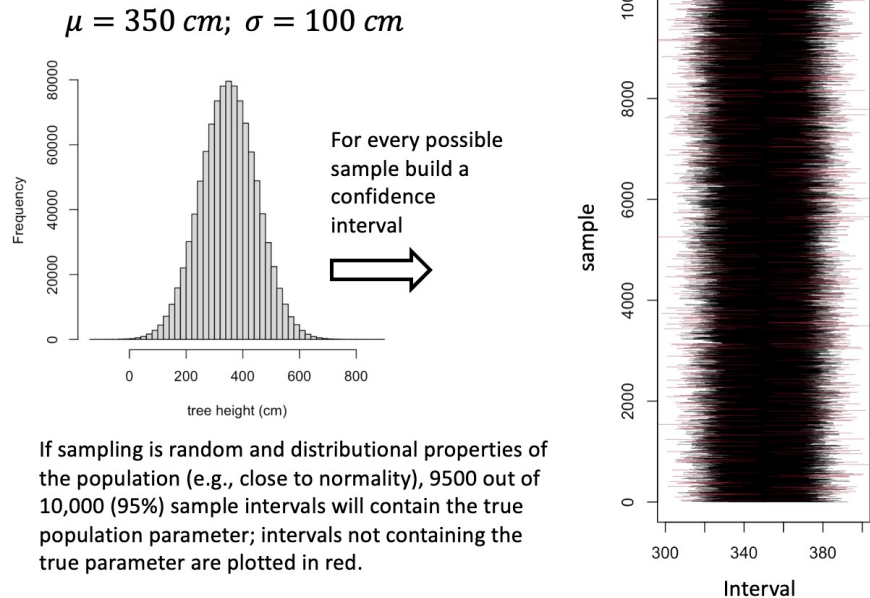 μ = 350 cm; σ = 100 cm
Frequency
80000
60000
40000
20000
0
0 200 400 600 800
tree height (cm)
For every possible
sample build a
confidence
interval
If sampling is random and distributional properties of
the population (e.g., close to normality), 9500 out of
10,000 (95%) sample intervals will contain the true
population parameter; intervals not containing the
true parameter are plotted in red.
sample
8000
6000
4000
2000
0
300 340 380
Interval